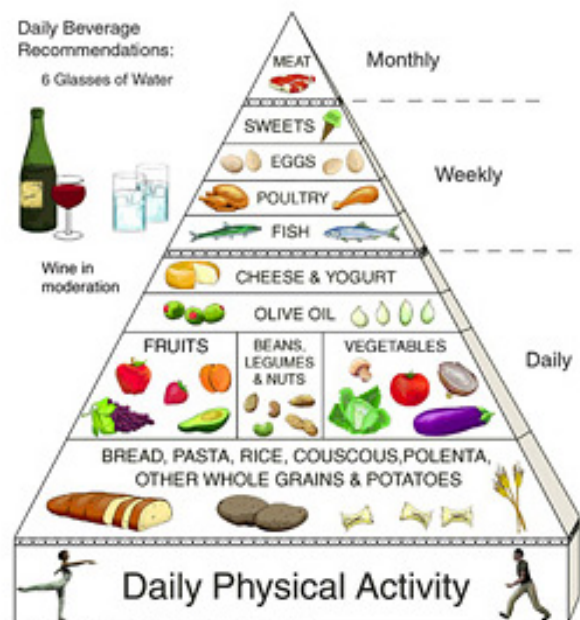 Daily Beverage
Recommendations:
6 Glasses of Water
Wine in
moderation
MEAT
Monthly
SWEETS
EGGS
POULTRY
FISH
Weekly
CHEESE & YOGURT
OLIVE OIL
FRUITS
BEANS,
LEGUMES
& NUTS
VEGETABLES
Daily
BREAD, PASTA, RICE, COUSCOUS,POLENTA,
OTHER WHOLE GRAINS & POTATOES
Daily Physical Activity